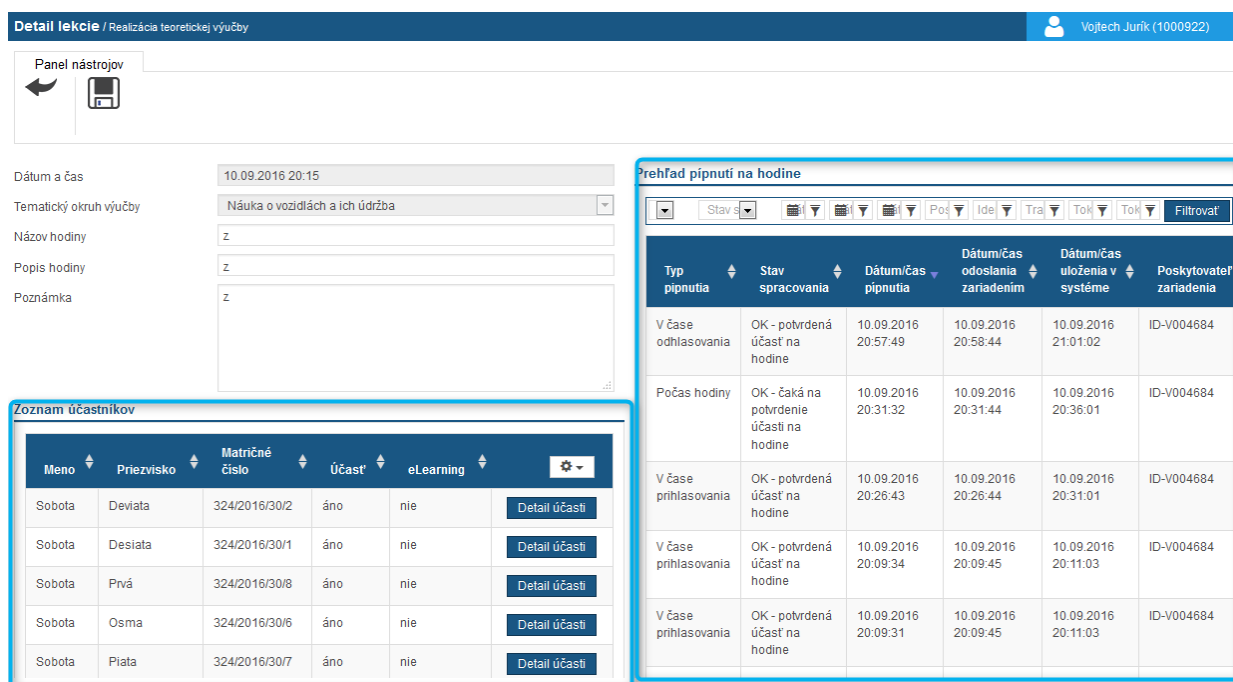 Detail lekcie / Realizácia teoretickej výučby
Vojtech Jurík (1000922)
Panel nástrojov
Dátum a čas
10.09.2016 20:15
Tematický okruh výučby
Náuka o vozidlách a ich údržba
Názov hodiny
z
Popis hodiny
z
Poznámka
z
Zoznam účastníkov
Meno Priezvisko Matričné číslo Účasť eLearning
Sobota Deviata 324/2016/30/2 áno nie Detail účasti
Sobota Desiata 324/2016/30/1 áno nie Detail účasti
Sobota Prvá 324/2016/30/8 áno nie Detail účasti
Sobota Osma 324/2016/30/6 áno nie Detail účasti
Sobota Piata 324/2016/30/7 áno nie Detail účasti
Prehľad pípnutí na hodine
Stav s Pos Ide Tra Tok Tok Filtrovať
Typ pípnutia
Stav spracovania
Dátum/čas pípnutia
Dátum/čas odoslania zariadením
Dátum/čas uloženia v systéme
Poskytovateľ zariadenia
V čase odhlasovania
OK - potvrdená účasť na hodine
10.09.2016 20:57:49
10.09.2016 20:58:44
10.09.2016 21:01:02
ID-V004684
Počas hodiny
OK - čaká na potvrdenie účasti na hodine
10.09.2016 20:31:32
10.09.2016 20:31:44
10.09.2016 20:36:01
ID-V004684
V čase prihlasovania
OK - potvrdená účasť na hodine
10.09.2016 20:26:43
10.09.2016 20:26:44
10.09.2016 20:31:01
ID-V004684
V čase prihlasovania
OK - potvrdená účasť na hodine
10.09.2016 20:09:34
10.09.2016 20:09:45
10.09.2016 20:11:03
ID-V004684
V čase prihlasovania
OK - potvrdená účasť na hodine
10.09.2016 20:09:31
10.09.2016 20:09:45
10.09.2016 20:11:03
ID-V004684